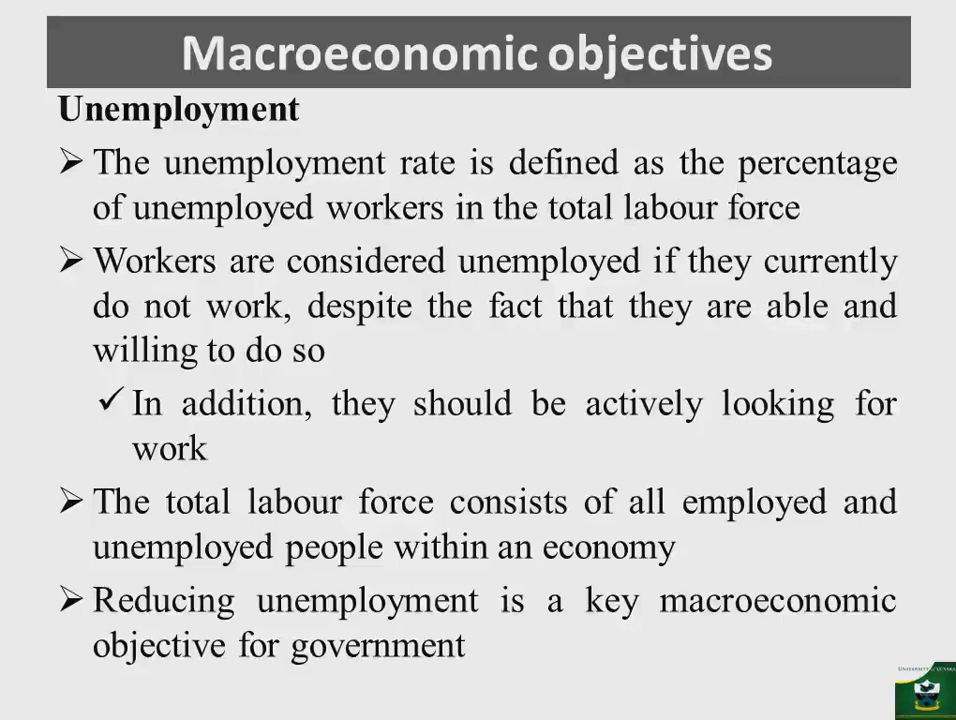 Macroeconomic objectives
Unemployment
➢ The unemployment rate is defined as the percentage
of unemployed workers in the total labour force
➢ Workers are considered unemployed if they currently
do not work, despite the fact that they are able and
willing to do so
✓ In addition, they should be actively looking for
work
➢ The total labour force consists of all employed and
unemployed people within an economy
➢ Reducing unemployment is a key macroeconomic
objective for government